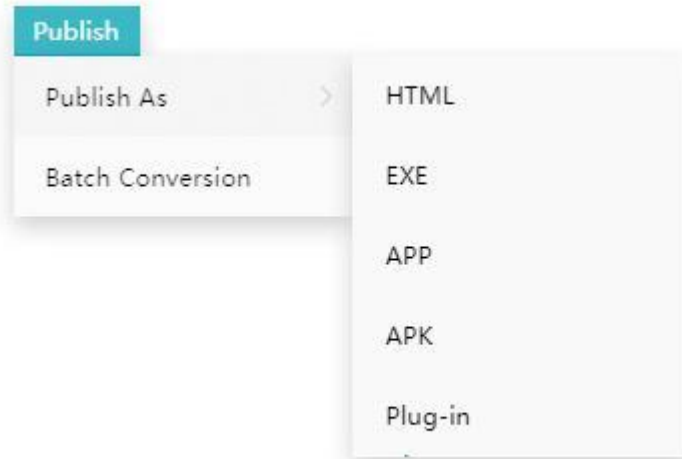 Publish
Publish As
Batch Conversion
HTML
EXE
APP
APK
Plug-in